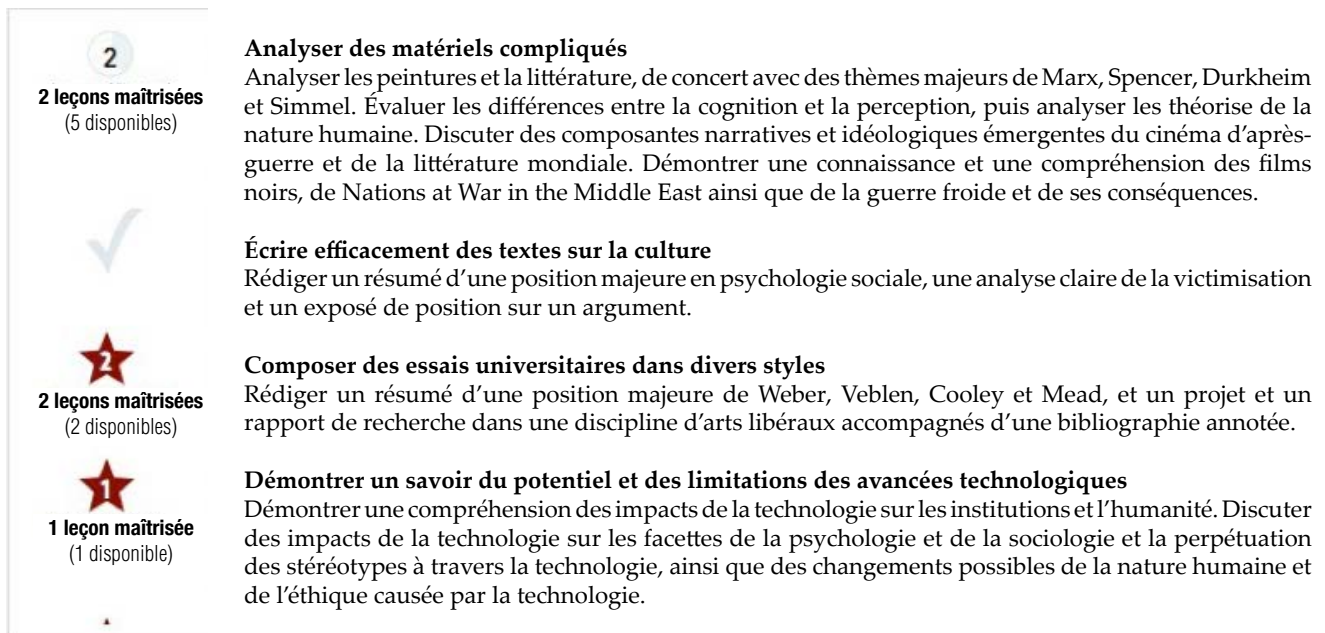 2
2 leçons maîtrisées
(5 disponibles)
Analyser des matériels compliqués
Analyser les peintures et la littérature, de concert avec des thèmes majeurs de Marx, Spencer, Durkheim
et Simmel. Évaluer les différences entre la cognition et la perception, puis analyser les théorise de la
nature humaine. Discuter des composantes narratives et idéologiques émergentes du cinéma d'après-
guerre et de la littérature mondiale. Démontrer une connaissance et une compréhension des films
noirs, de Nations at War in the Middle East ainsi que de la guerre froide et de ses conséquences.
Écrire efficacement des textes sur la culture
Rédiger un résumé d'une position majeure en psychologie sociale, une analyse claire de la victimisation
et un exposé de position sur un argument.
2
2 leçons maîtrisées
(2 disponibles)
Composer des essais universitaires dans divers styles
Rédiger un résumé d'une position majeure de Weber, Veblen, Cooley et Mead, et un projet et un
rapport de recherche dans une discipline d'arts libéraux accompagnés d'une bibliographie annotée.
1
1 leçon maîtrisée
(1 disponible)
Démontrer un savoir du potentiel et des limitations des avancées technologiques
Démontrer une compréhension des impacts de la technologie sur les institutions et l'humanité. Discuter
des impacts de la technologie sur les facettes de la psychologie et de la sociologie et la perpétuation
des stéréotypes à travers la technologie, ainsi que des changements possibles de la nature humaine et
de l'éthique causée par la technologie.